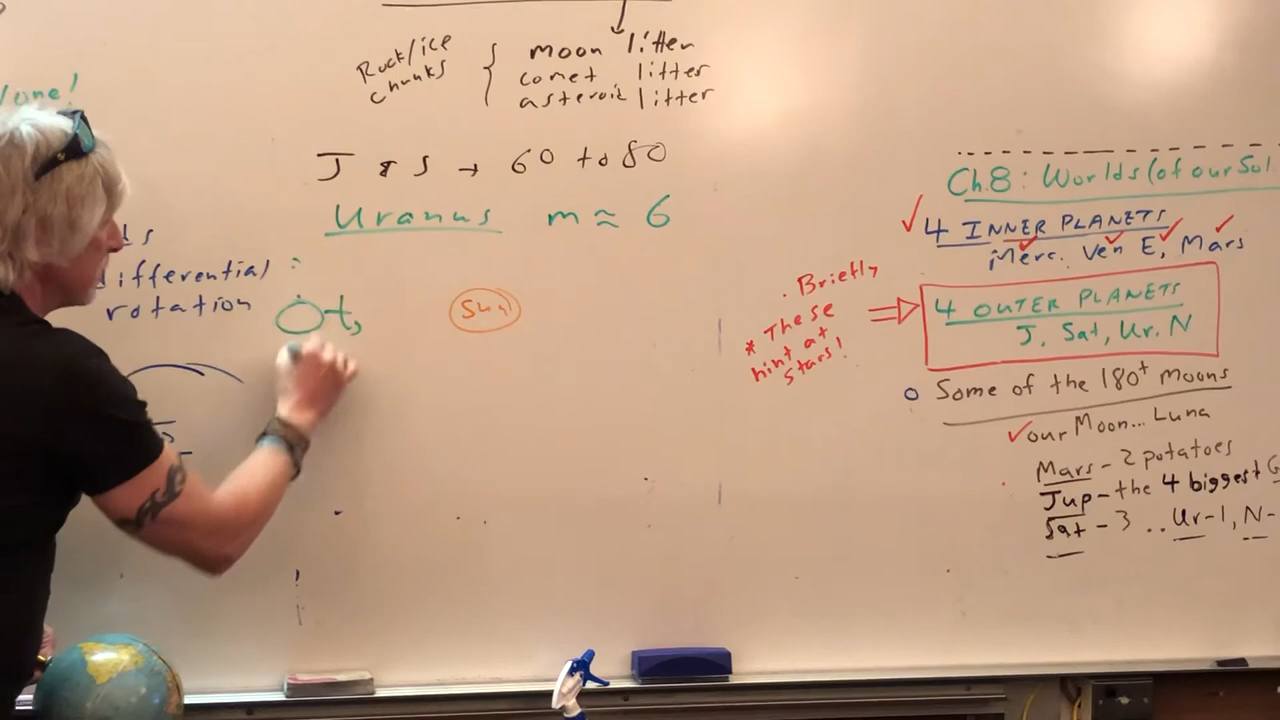 Rock/ice
chunks
moon litter
comet litter
asteroid litter
one!
J & S → 60 to 80
Uranus m ≈ 6
differential
rotation
t,
Sun
Ch.8: Worlds (of our Sol.
✓ 4 INNER PLANETS
Merc. Ven E, Mars
. Briefly
* These
hint at
stars!
4 OUTER PLANETS
J, Sat, Ur. N
o Some of the 180+ Moons
✓ our Moon... Luna
Mars - 2 potatoes
Jup - the 4 biggest G
Sat - 3 .. Ur-1, N-